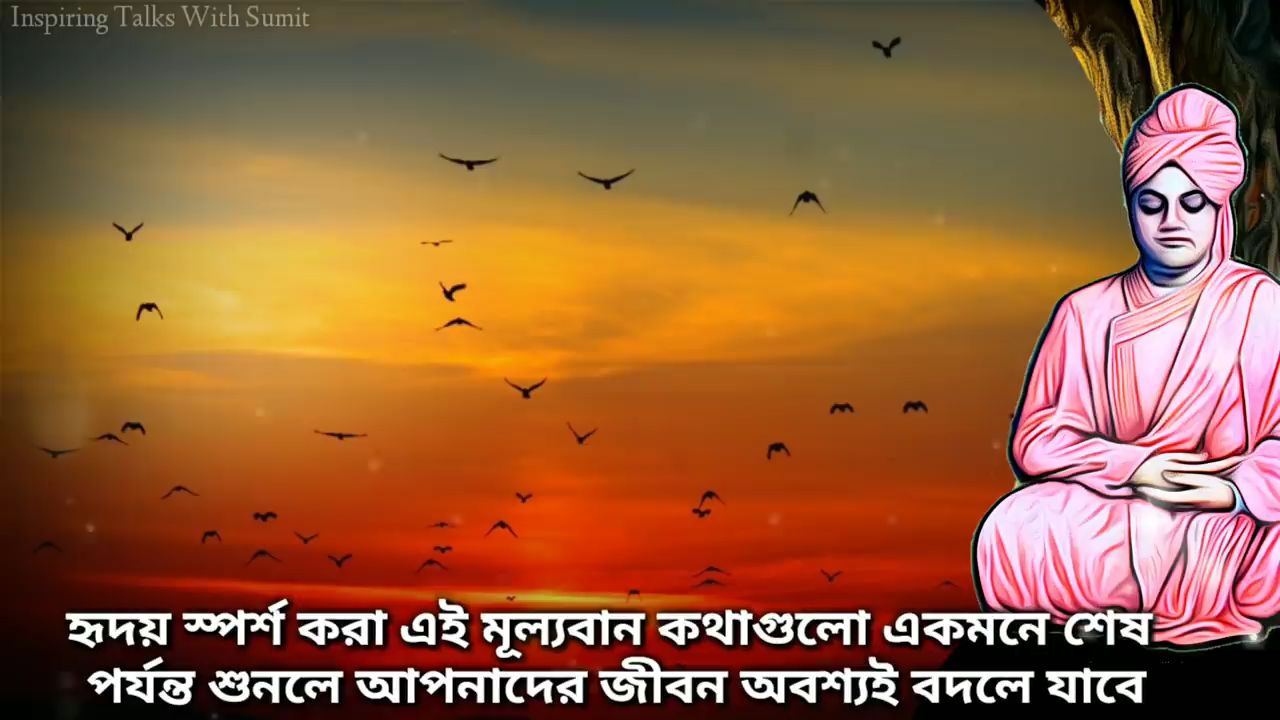 Inspiring Talks With Sumit
হৃদয় স্পর্শ করা এই মূল্যবান কথাগুলো একমনে শেষ
পর্যন্ত শুনলে আপনাদের জীবন অবশ্যই বদলে যাবে